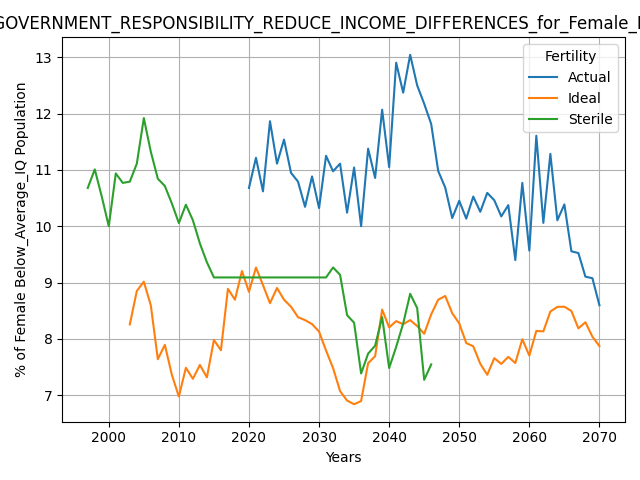 GOVERNMENT_RESPONSIBILITY_REDUCE_INCOME_DIFFERENCES_for_Female_
% of Female Below_Average_IQ Population
13
12
11
10
9
8
7
Fertility
Actual
Ideal
Sterile
2000 2010 2020 2030 2040 2050 2060 2070
Years